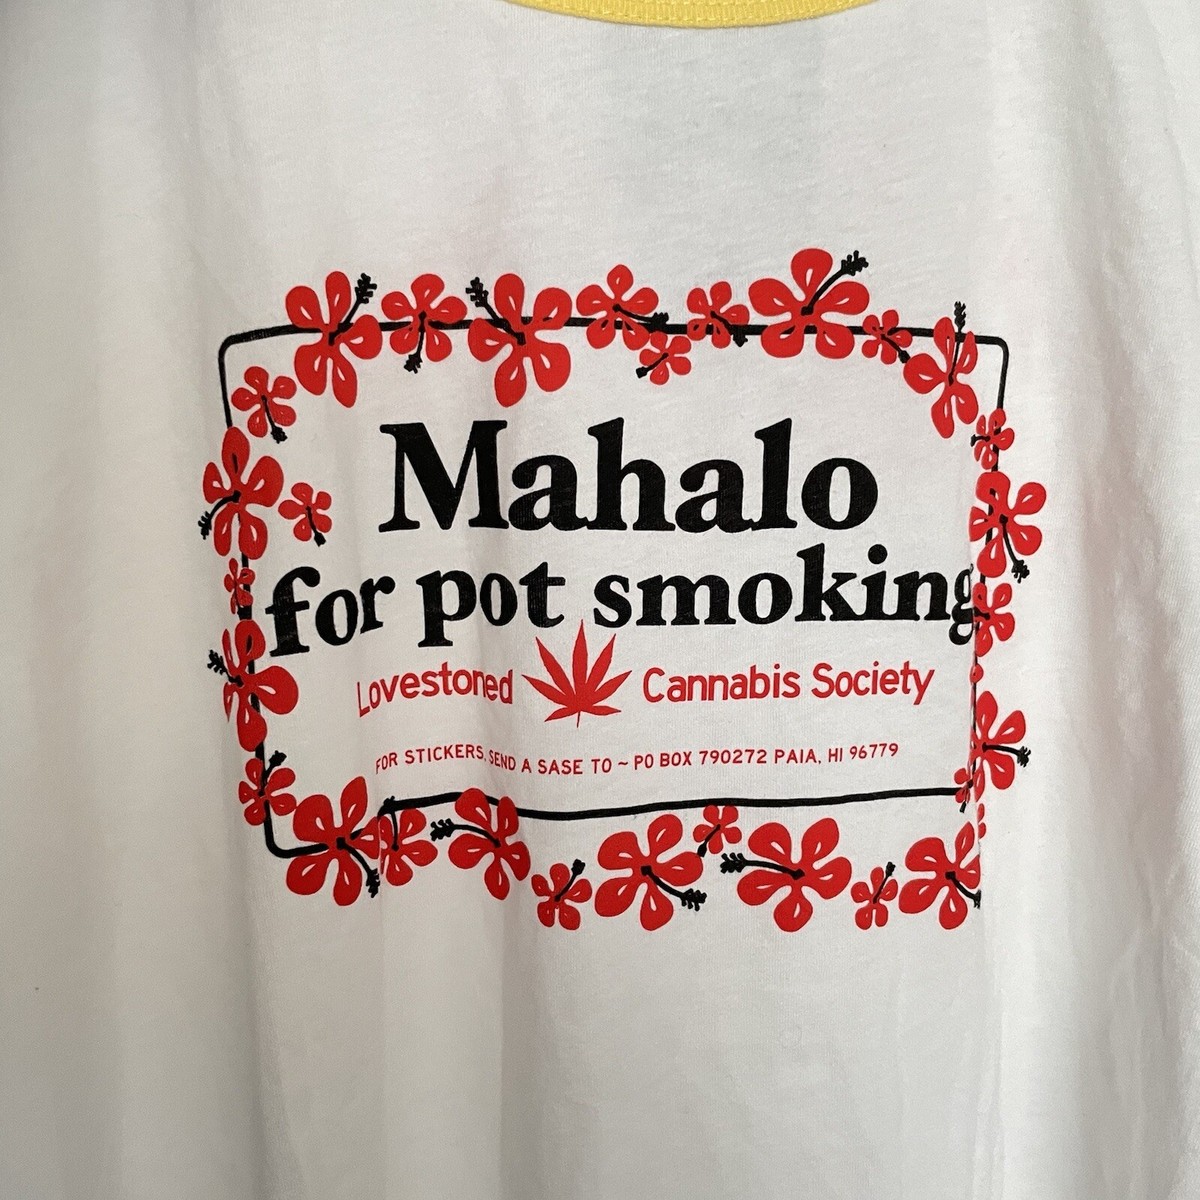 Mahalo
for pot smoking
Lovestoned Cannabis Society
FOR STICKERS, SEND A SASE TO ~ PO BOX 790272 PAIA, HI 96779